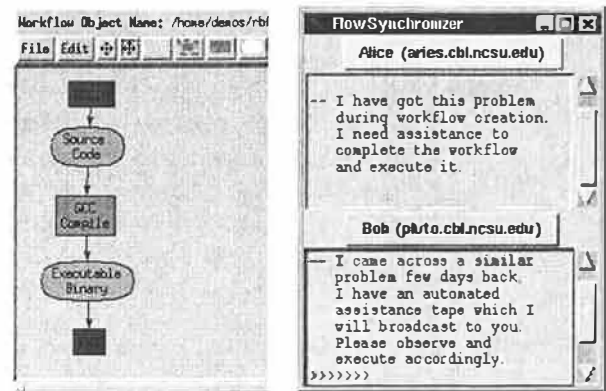 Workflow Object Name: /home/demos/rbf
File Edit
Source
Code
GCC
Compile
Executable
Binary
FlowSynchronizer
Alice (aries.cbl.ncsu.edu)
-- I have got this problem
during workflow creation.
I need assistance to
complete the workflow
and execute it.
Bob (pluto.cbl.ncsu.edu)
-- I came across a similar
problem few days back.
I have an automated
assistance tape which I
will broadcast to you.
Please observe and
execute accordingly.
>>>>>>>